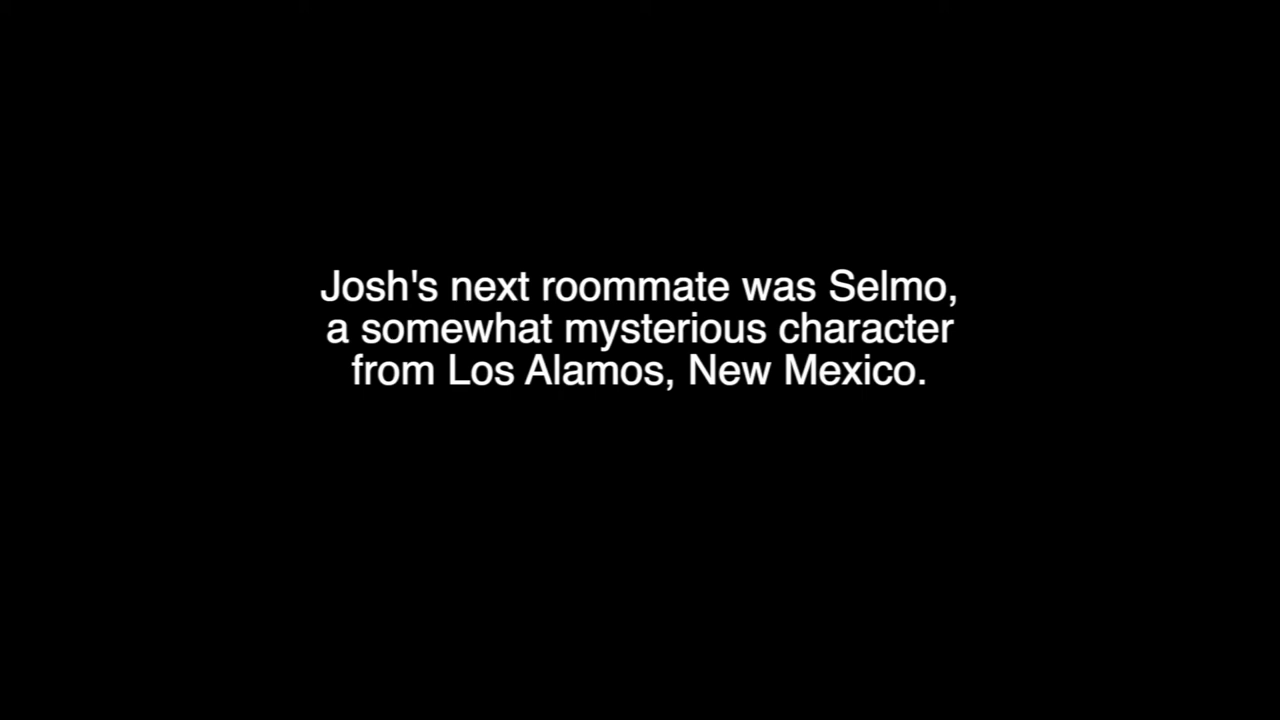 Josh's next roommate was Selmo,
a somewhat mysterious character
from Los Alamos, New Mexico.